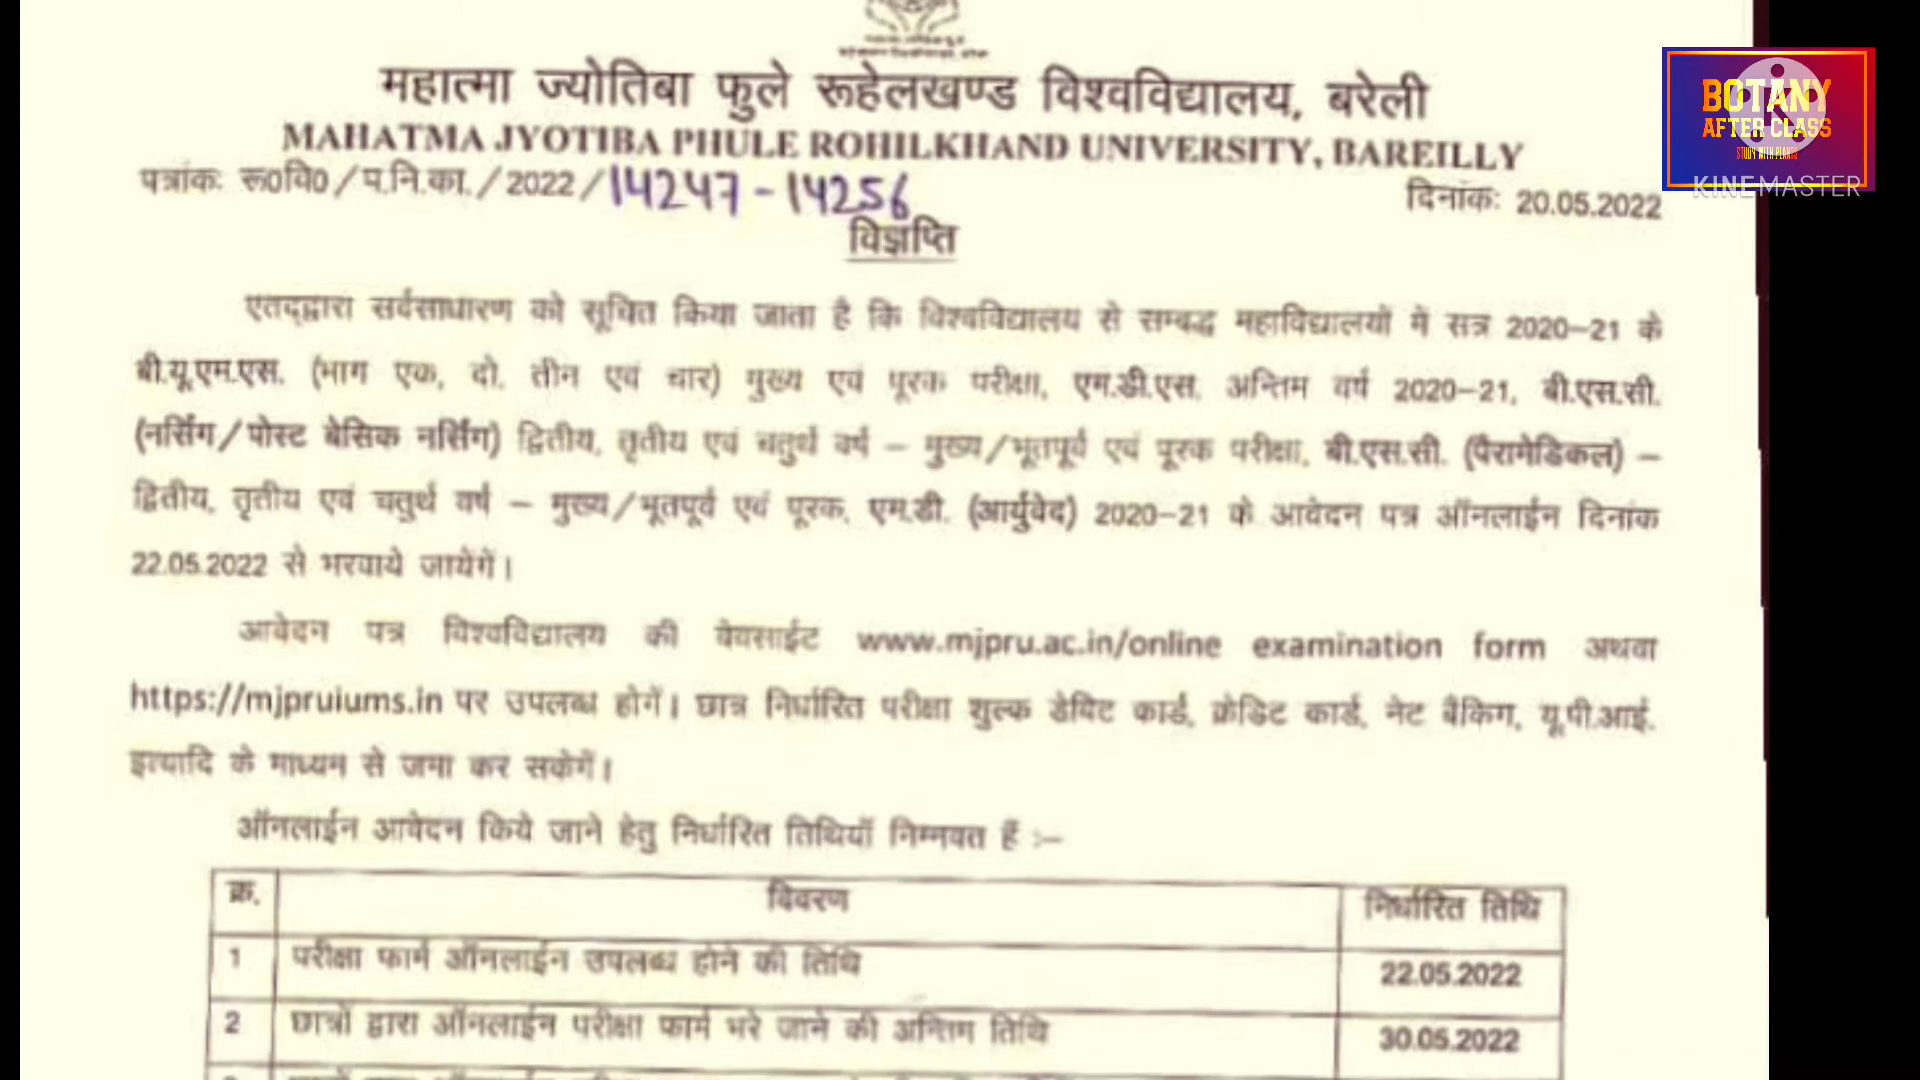 महात्मा ज्योतिबा फुले रूहेलखण्ड विश्वविद्यालय, बरेली
MAHATMA JYOTIBA PHULE ROHILKHAND UNIVERSITY, BAREILLY
पत्रांकः रू0वि0/प.नि.का./2022/14247-14256
दिनांकः 20.05.2022
विज्ञप्ति
एतद्द्वारा सर्वसाधारण को सूचित किया जाता है कि विश्वविद्यालय से सम्बद्ध महाविद्यालयों में सत्र 2020-21 के
बी.यू.एम.एस. (भाग एक, दो, तीन एवं चार) मुख्य एवं पूरक परीक्षा, एम.डी.एस. अन्तिम वर्ष 2020-21, बी.एस.सी.
(नर्सिंग/पोस्ट बेसिक नर्सिंग) द्वितीय, तृतीय एवं चतुर्थ वर्ष – मुख्य/भूतपूर्व एवं पूरक परीक्षा, बी.एस.सी. (पैरामेडिकल) –
द्वितीय, तृतीय एवं चतुर्थ वर्ष – मुख्य/भूतपूर्व एवं पूरक, एम.डी. (आर्युवेद) 2020-21 के आवेदन पत्र ऑनलाईन दिनांक
22.05.2022 से भरवाये जायेगें।
आवेदन पत्र विश्वविद्यालय की वेबसाईट www.mjpru.ac.in/online examination form अथवा
https://mjpruiums.in पर उपलब्ध होगें। छात्र निर्धारित परीक्षा शुल्क डेबिट कार्ड, क्रेडिट कार्ड, नेट बैंकिग, यू.पी.आई.
इत्यादि के माध्यम से जमा कर सकेगें।
ऑनलाईन आवेदन किये जाने हेतु निर्धारित तिथियॉ निम्नवत हैं :–
क्र. विवरण निर्धारित तिथि
1 परीक्षा फार्म ऑनलाईन उपलब्ध होने की तिथि 22.05.2022
2 छात्रों द्वारा ऑनलाईन परीक्षा फार्म भरे जाने की अन्तिम तिथि 30.05.2022
BOTANY
AFTER CLASS
STUDY WITH PLANTS
KINEMASTER